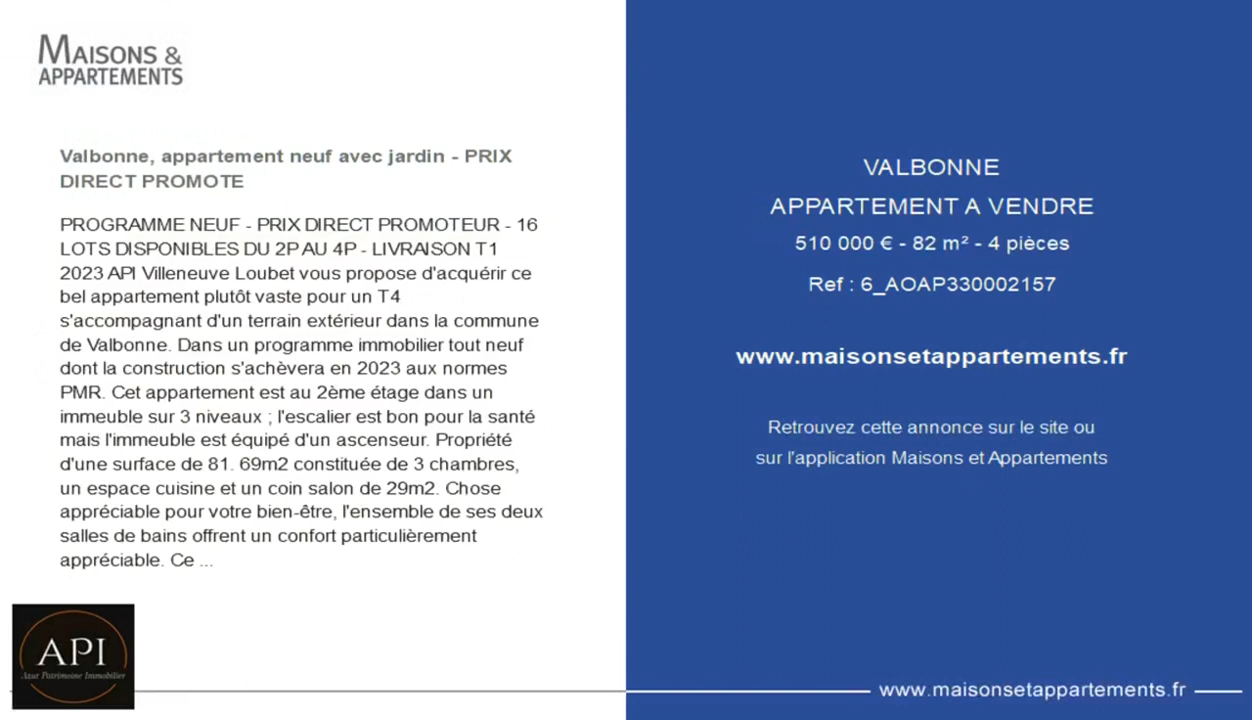 MAISONS &
APPARTEMENTS
Valbonne, appartement neuf avec jardin - PRIX
DIRECT PROMOTE
PROGRAMME NEUF - PRIX DIRECT PROMOTEUR - 16
LOTS DISPONIBLES DU 2P AU 4P - LIVRAISON T1
2023 API Villeneuve Loubet vous propose d'acquérir ce
bel appartement plutôt vaste pour un T4
s'accompagnant d'un terrain extérieur dans la commune
de Valbonne. Dans un programme immobilier tout neuf
dont la construction s'achèvera en 2023 aux normes
PMR. Cet appartement est au 2ème étage dans un
immeuble sur 3 niveaux ; l'escalier est bon pour la santé
mais l'immeuble est équipé d'un ascenseur. Propriété
d'une surface de 81. 69m2 constituée de 3 chambres,
un espace cuisine et un coin salon de 29m2. Chose
appréciable pour votre bien-être, l'ensemble de ses deux
salles de bains offrent un confort particulièrement
appréciable. Ce ...
API
Azur Patrimoine Immobilier
VALBONNE
APPARTEMENT A VENDRE
510 000 € - 82 m² - 4 pièces
Ref : 6_AOAP330002157
www.maisonsetappartements.fr
Retrouvez cette annonce sur le site ou
sur l'application Maisons et Appartements
www.maisonsetappartements.fr